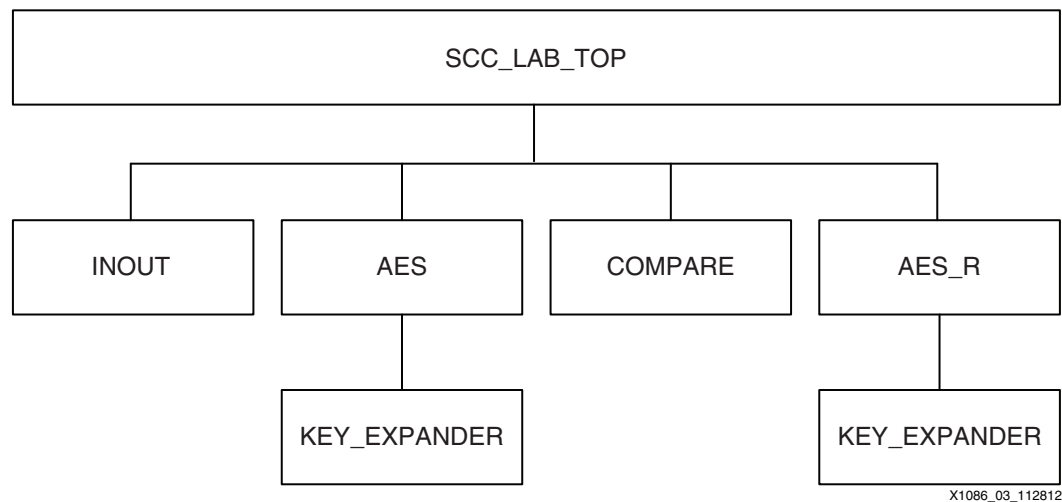 SCC_LAB_TOP
INOUT
AES
COMPARE
AES_R
KEY_EXPANDER
KEY_EXPANDER
X1086_03_112812